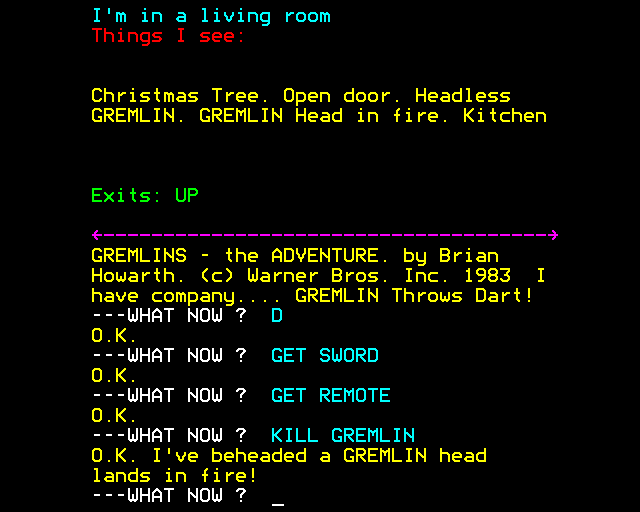 I'm in a living room
Things I see:
Christmas Tree. Open door. Headless
GREMLIN. GREMLIN Head in fire. Kitchen
Exits: UP
GREMLINS - the ADVENTURE. by Brian
Howarth. (c) Warner Bros. Inc. 1983  I
have company.... GREMLIN Throws Dart!
---WHAT NOW ?  D
O.K.
---WHAT NOW ?  GET SWORD
O.K.
---WHAT NOW ?  GET REMOTE
O.K.
---WHAT NOW ?  KILL GREMLIN
O.K. I've beheaded a GREMLIN head
lands in fire!
---WHAT NOW ?  _